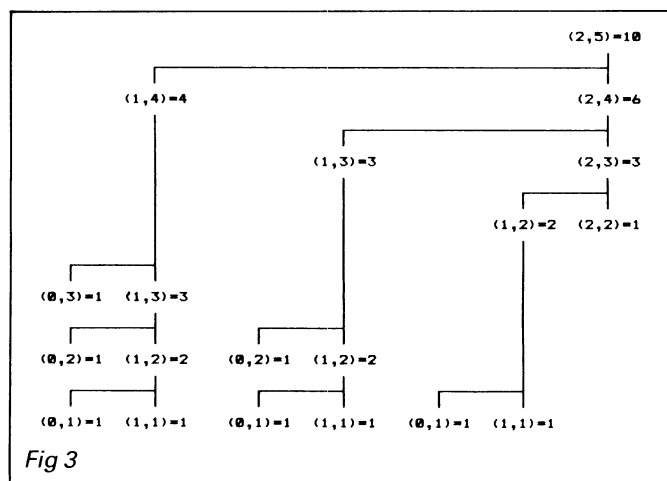 (2,5)=10
(1,4)=4 (2,4)=6
(1,3)=3 (2,3)=3
(1,2)=2 (2,2)=1
(0,3)=1 (1,3)=3
(0,2)=1 (1,2)=2 (0,2)=1 (1,2)=2
(0,1)=1 (1,1)=1 (0,1)=1 (1,1)=1 (0,1)=1 (1,1)=1
Fig 3